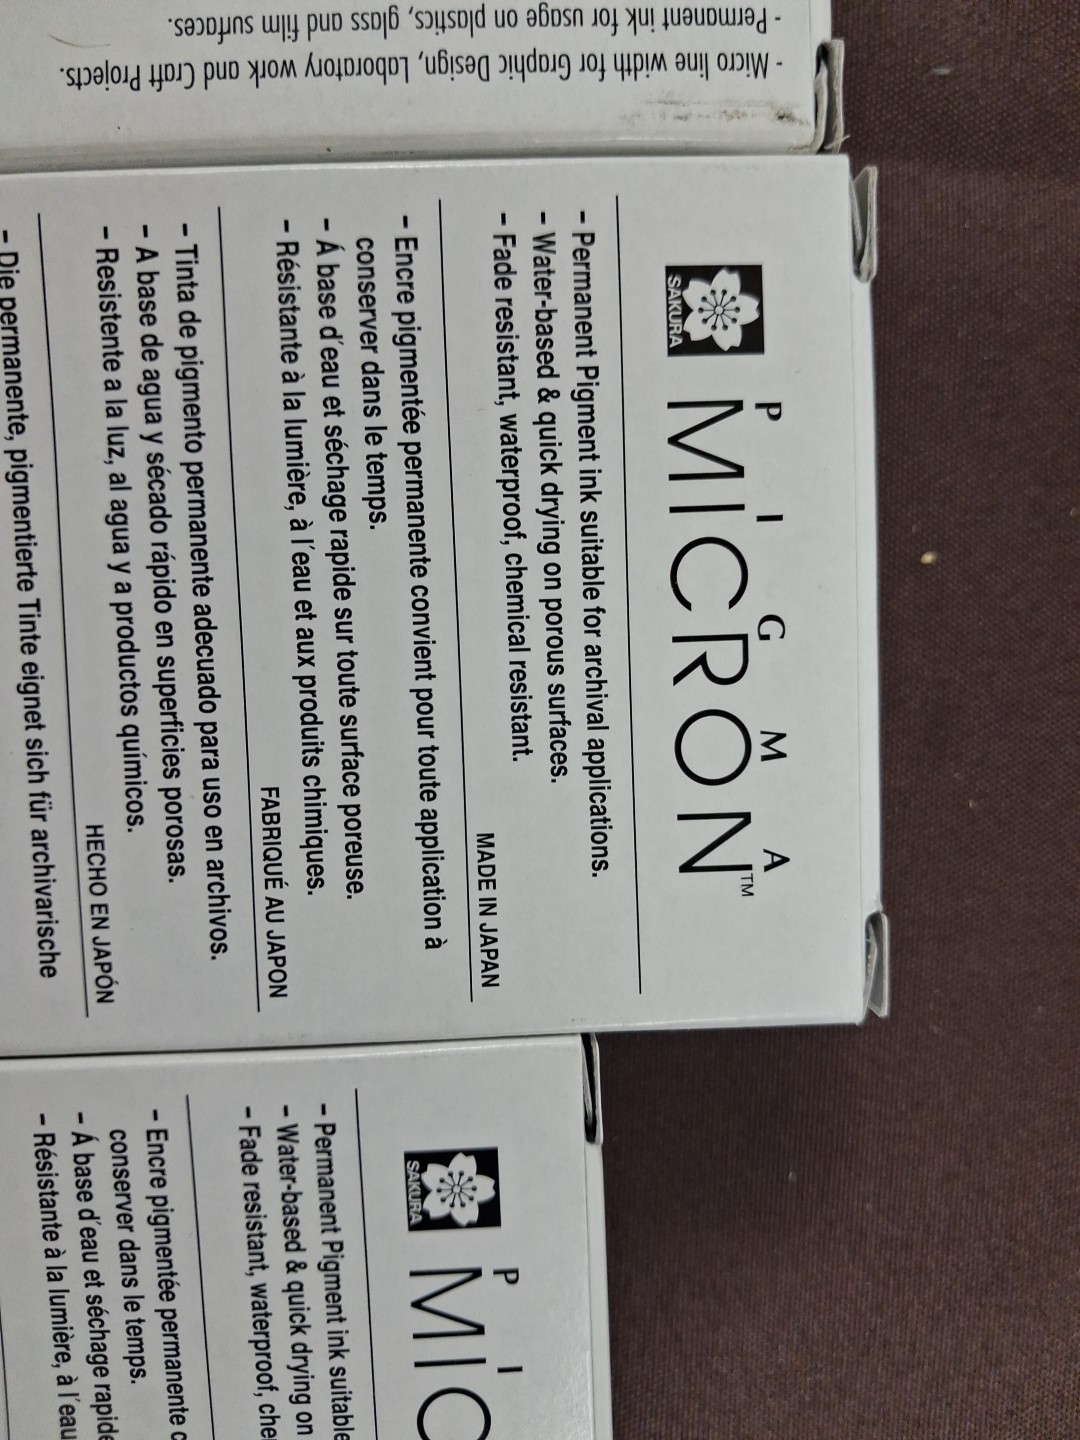 - Permanent ink for usage on plastics, glass and film surfaces.
- Micro line width for Graphic Design, Laboratory work and Craft Projects.
SAKURA
PIGMA
MICRON™
- Permanent Pigment ink suitable for archival applications.
- Water-based & quick drying on porous surfaces.
- Fade resistant, waterproof, chemical resistant.
MADE IN JAPAN
- Encre pigmentée permanente convient pour toute application à
conserver dans le temps.
- Á base d'eau et séchage rapide sur toute surface poreuse.
- Résistante à la lumière, à l'eau et aux produits chimiques.
FABRIQUÉ AU JAPON
- Tinta de pigmento permanente adecuado para uso en archivos.
- A base de agua y sécado rápido en superficies porosas.
- Resistente a la luz, al agua y a productos químicos.
HECHO EN JAPÓN
- Die permanente, pigmentierte Tinte eignet sich für archivarische
SAKURA
P I
MIC
- Permanent Pigment ink suitable
- Water-based & quick drying on
- Fade resistant, waterproof,
- Encre pigmentée permanente
conserver dans le temps.
- Á base d'eau et séchage rapide
- Résistante à la lumière, à l'eau